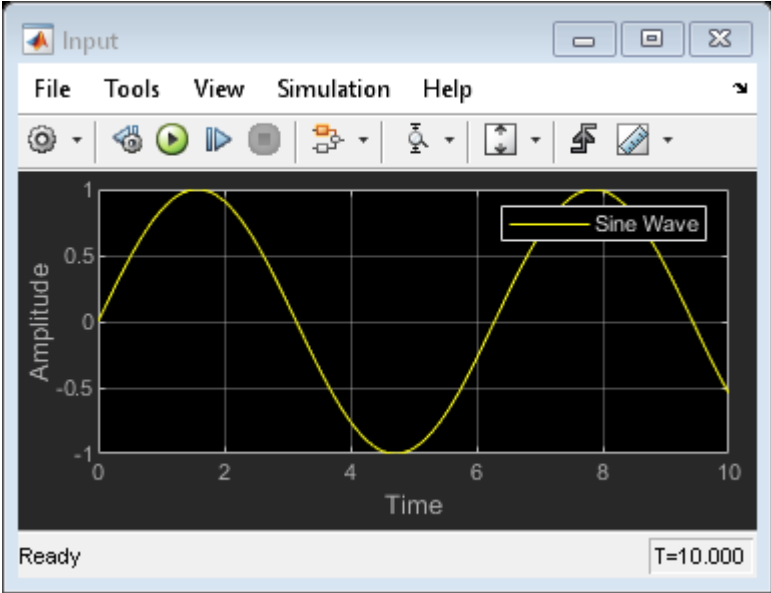 Input
File Tools View Simulation Help
1
0.5
0
-0.5
-1
Amplitude
Sine Wave
0 2 4 6 8 10
Time
Ready T=10.000